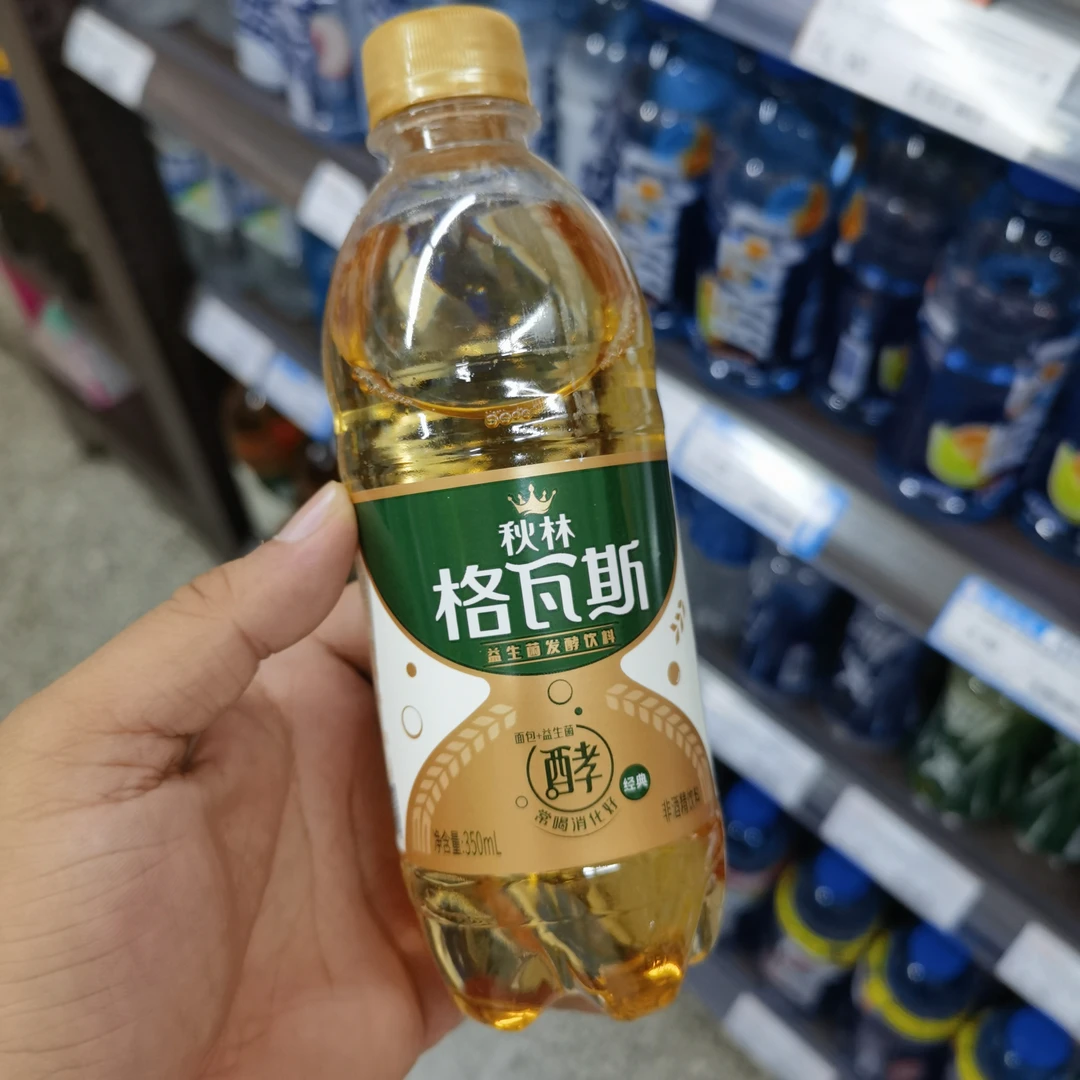 秋林
格瓦斯
益生菌发酵饮料
面包+益生菌
酵
经典
常喝消化好
非酒精饮料
净含量:350mL